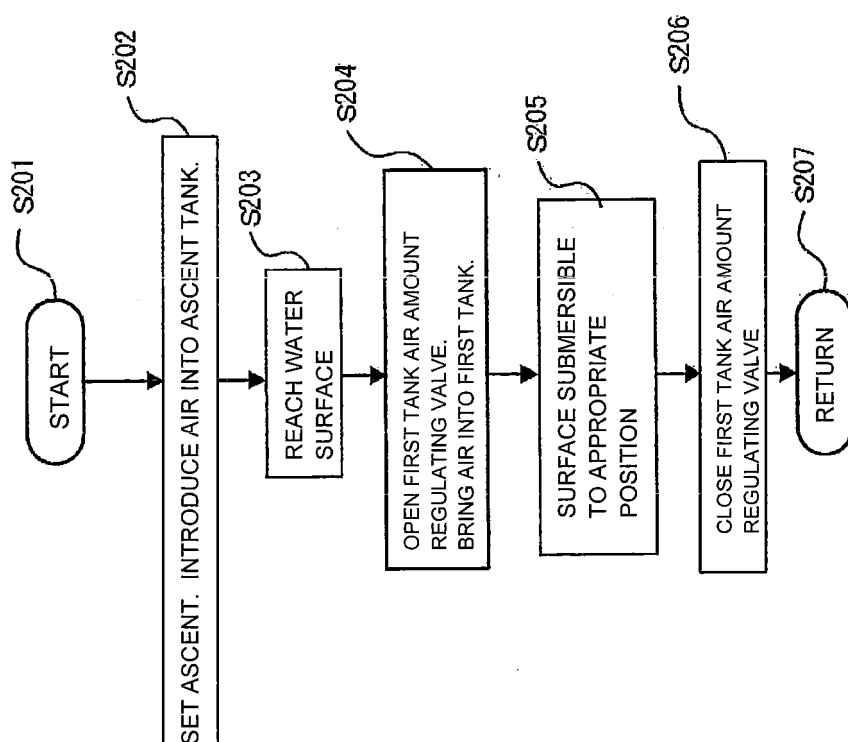 S201
START
S202
SET ASCENT. INTRODUCE AIR INTO ASCENT TANK.
S203
REACH WATER
SURFACE
S204
OPEN FIRST TANK AIR AMOUNT
REGULATING VALVE.
BRING AIR INTO FIRST TANK.
S205
SURFACE SUBMERSIBLE
TO APPROPRIATE
POSITION
S206
CLOSE FIRST TANK AIR AMOUNT
REGULATING VALVE
S207
RETURN